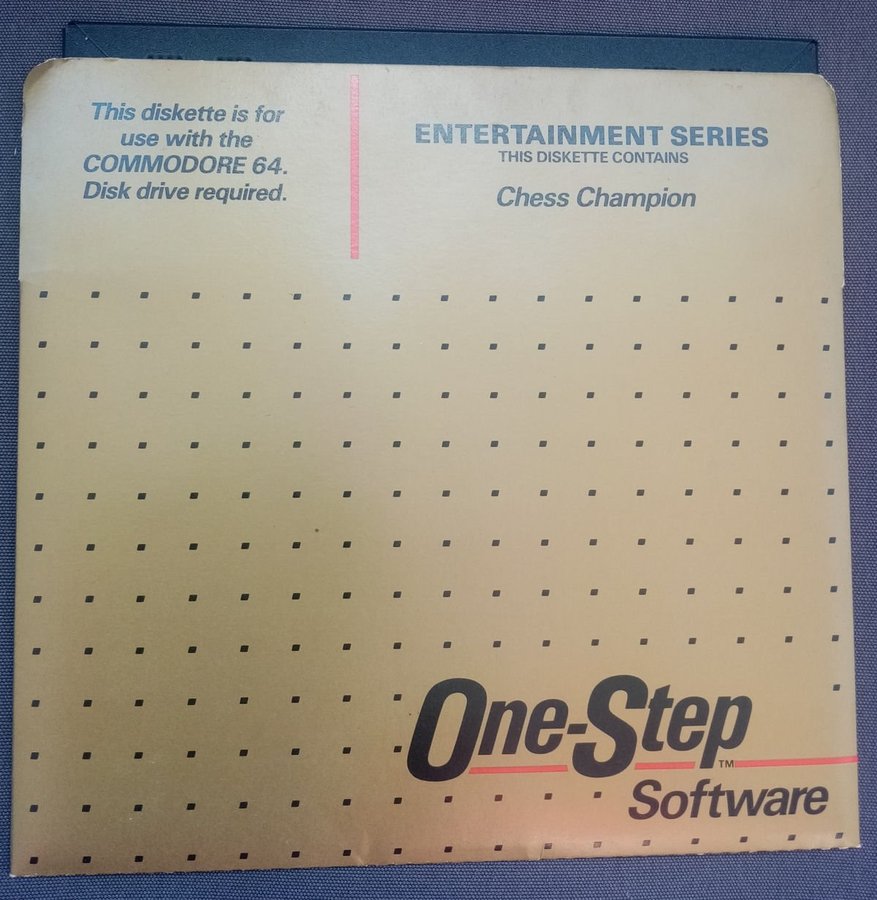 This diskette is for
use with the
COMMODORE 64.
Disk drive required.
ENTERTAINMENT SERIES
THIS DISKETTE CONTAINS
Chess Champion
One-Step
TM
Software